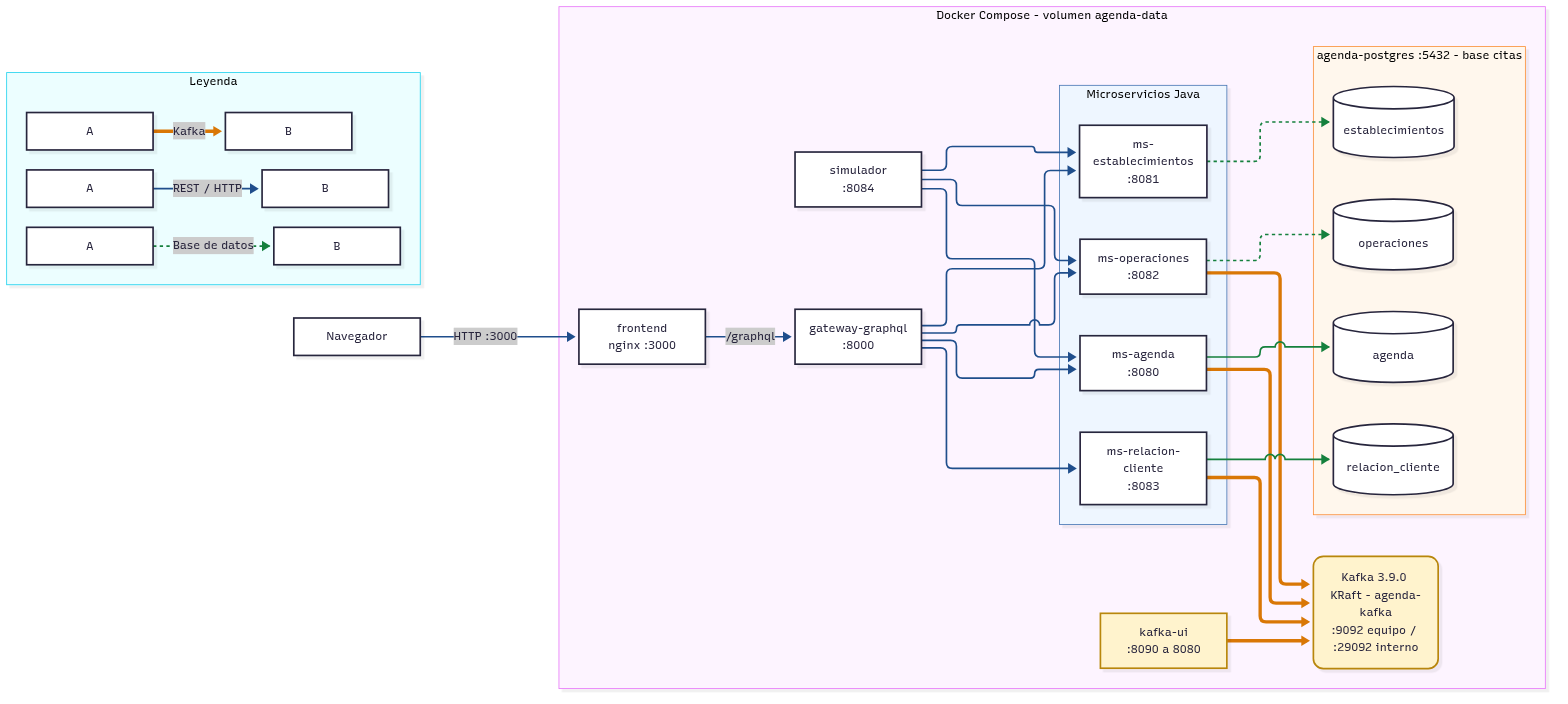 Docker Compose - volumen agenda-data
agenda-postgres :5432 - base citas
Leyenda
Microservicios Java
A
Kafka
B
A
REST / HTTP
B
A
Base de datos
B
simulador
:8084
ms-
establecimientos
:8081
establecimientos
ms-operaciones
:8082
operaciones
Navegador
HTTP :3000
frontend
nginx :3000
/graphql
gateway-graphql
:8000
ms-agenda
:8080
agenda
ms-relacion-
cliente
:8083
relacion_cliente
kafka-ui
:8090 a 8080
Kafka 3.9.0
KRaft - agenda-
kafka
:9092 equipo /
:29092 interno